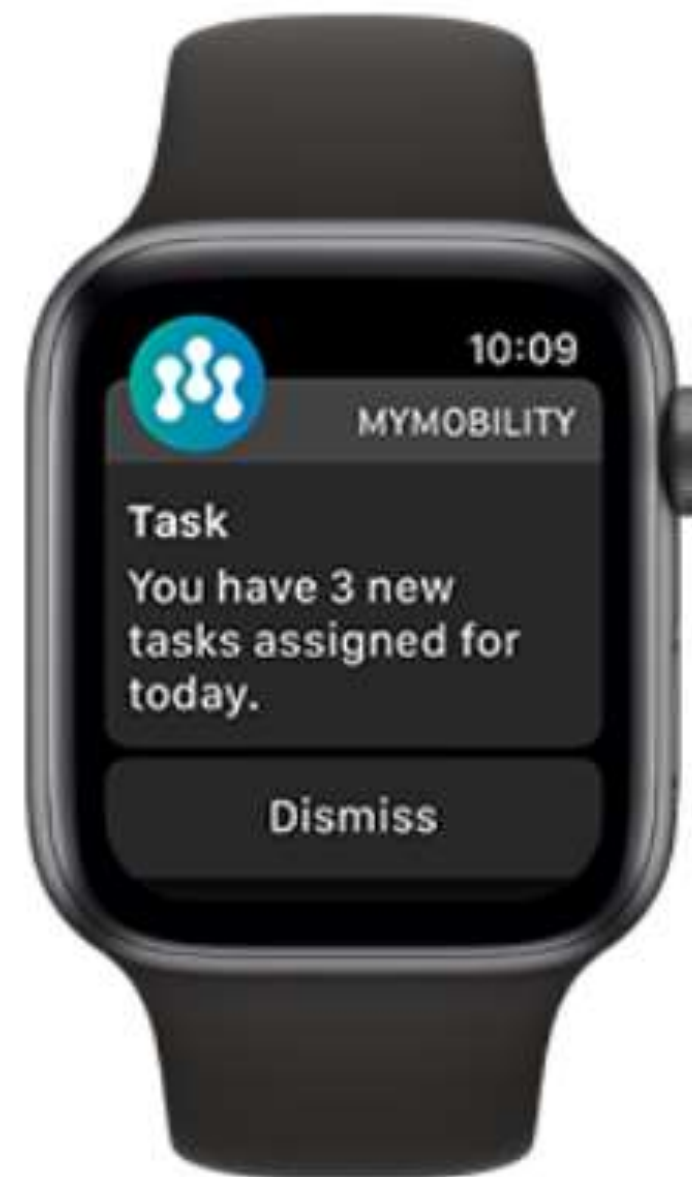 10:09
MYMOBILITY
Task
You have 3 new
tasks assigned for
today.
Dismiss